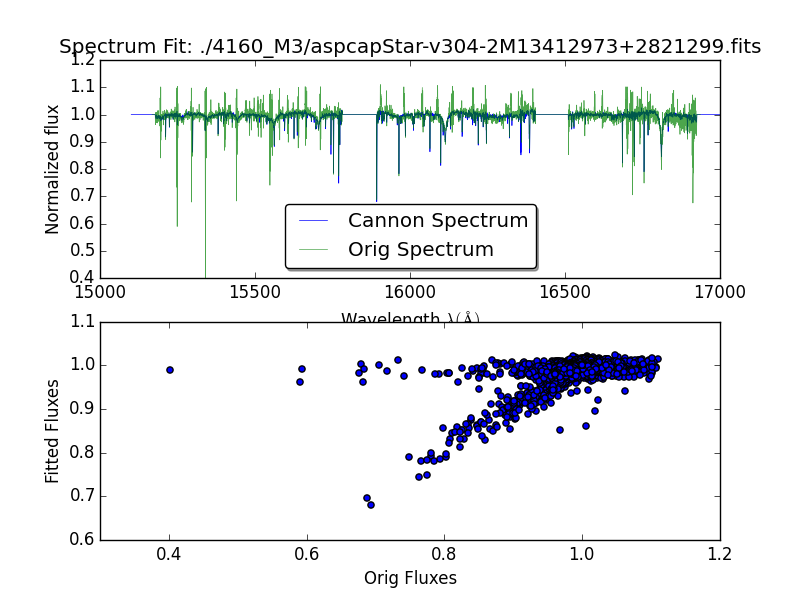 Spectrum Fit: ./4160_M3/aspcapStar-v304-2M13412973+2821299.fits
1.2
1.1
1.0
0.9
0.8
0.7
0.6
0.5
0.4
Normalized flux
Cannon Spectrum
Orig Spectrum
15000 15500 16000 16500 17000
Wavelength λ(Å)
1.1
1.0
0.9
0.8
0.7
0.6
Fitted Fluxes
0.4 0.6 0.8 1.0 1.2
Orig Fluxes